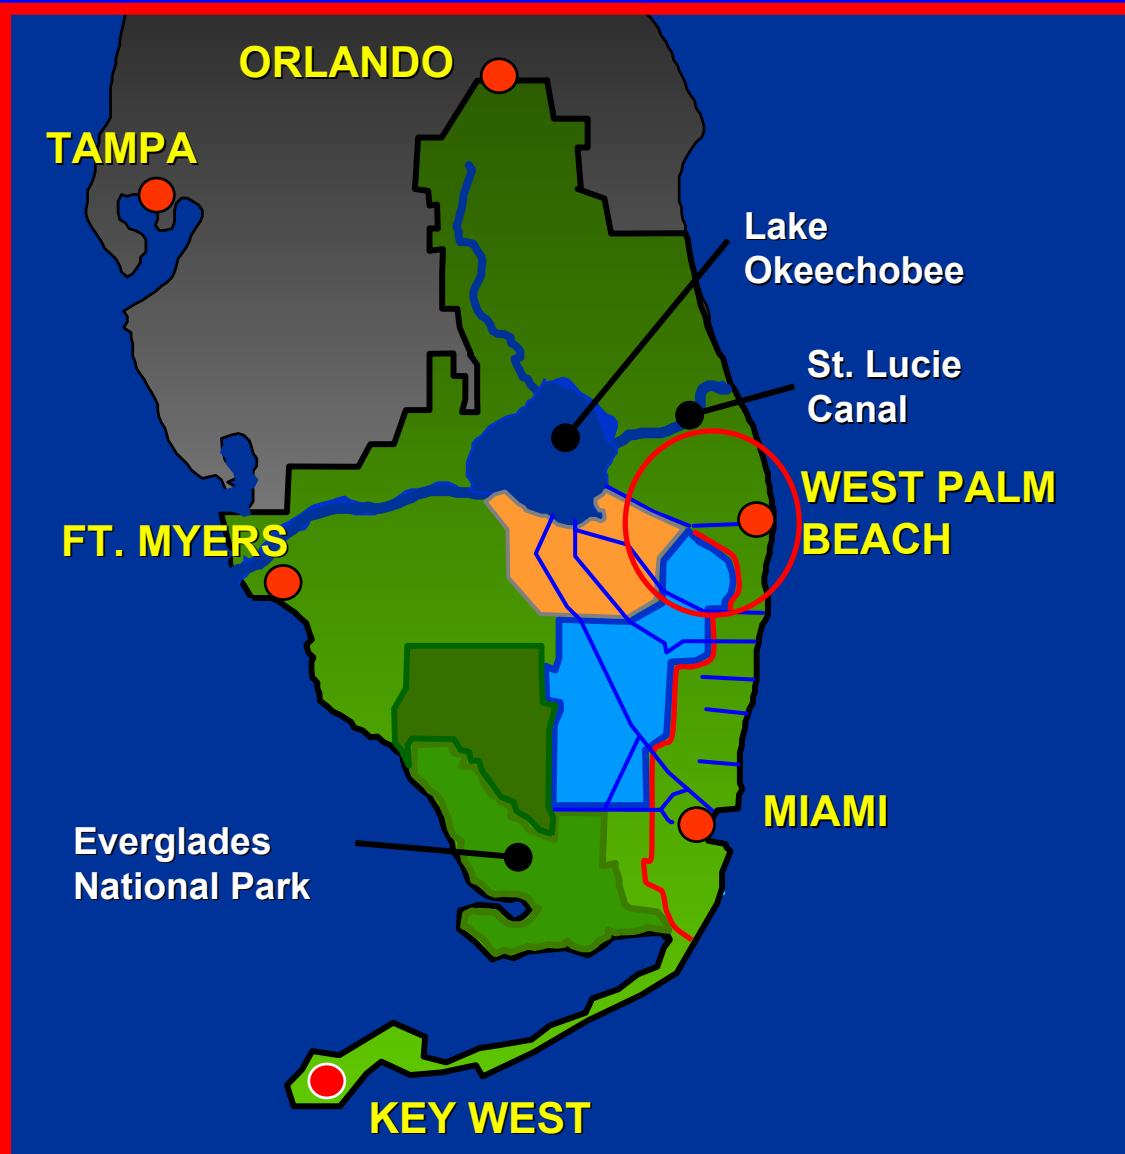 ORLANDO
TAMPA
Lake
Okeechobee
St. Lucie
Canal
WEST PALM
BEACH
FT. MYERS
MIAMI
Everglades
National Park
KEY WEST